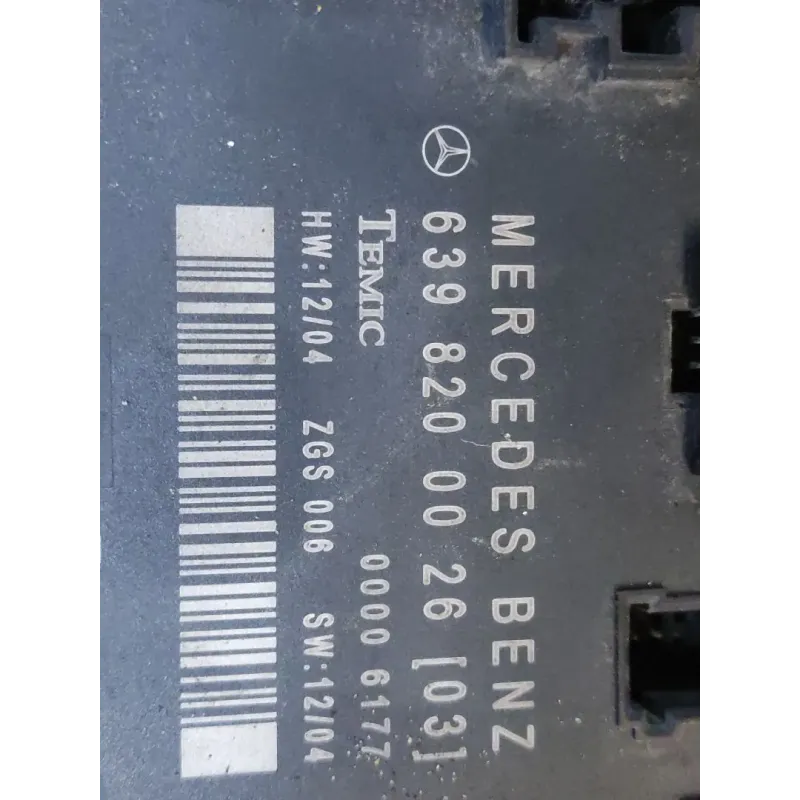 MERCEDES BENZ
639 820 00 26 [03]
TEMIC 0000 6177
HW:12/04 ZGS 006 SW:12/04